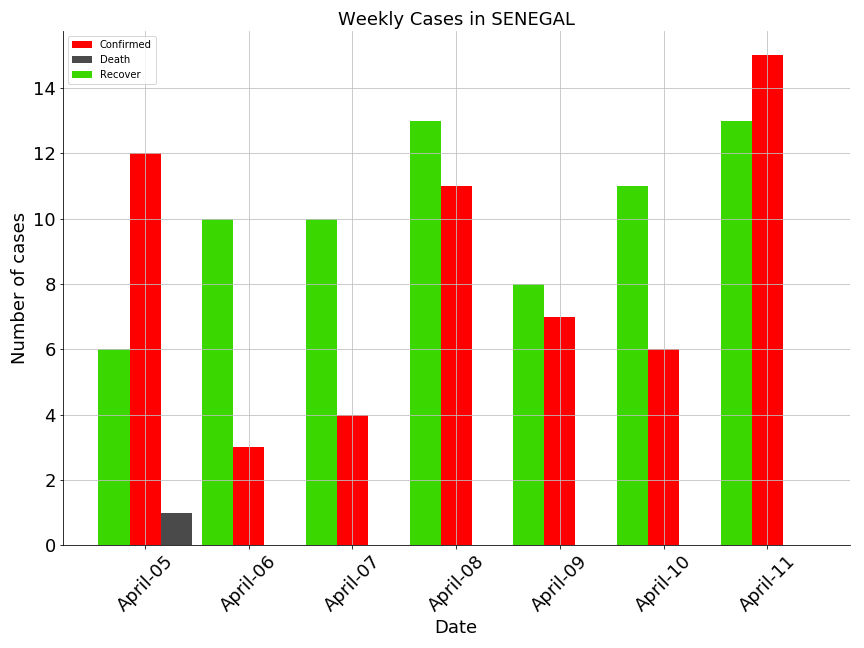 Weekly Cases in SENEGAL
Confirmed
Death
Recover
Number of cases
14
12
10
8
6
4
2
0
April-05
April-06
April-07
April-08
April-09
April-10
April-11
Date